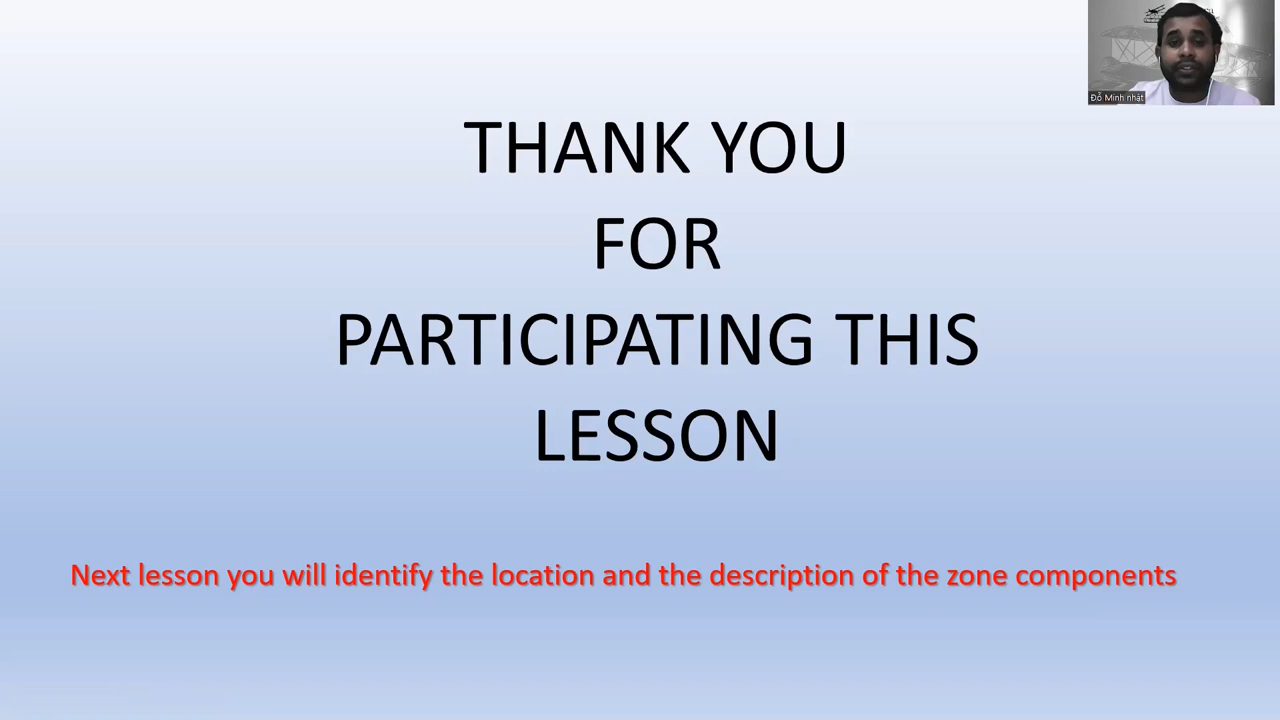 Đỗ Minh nhật
THANK YOU
FOR
PARTICIPATING THIS
LESSON
Next lesson you will identify the location and the description of the zone components